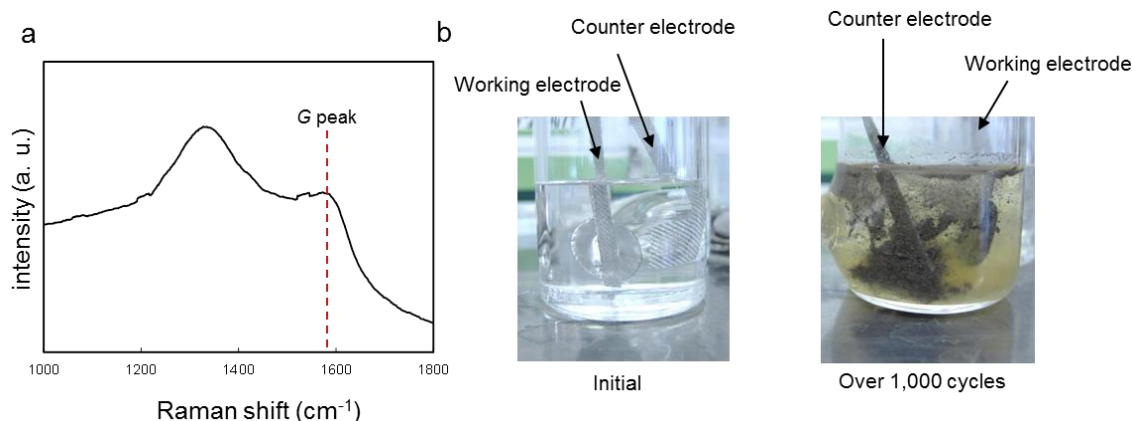 a
intensity (a. u.)
G peak
1000
1200
1400
1600
1800
Raman shift (cm⁻¹)
b
Counter electrode
Working electrode
Initial
Counter electrode
Working electrode
Over 1,000 cycles